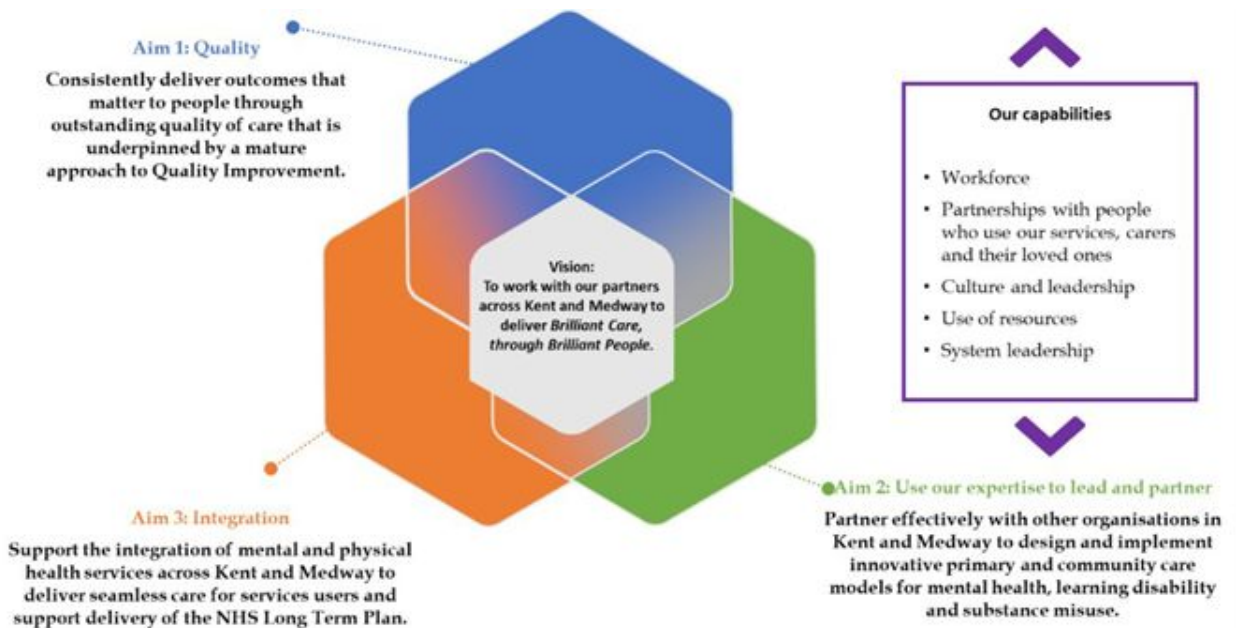 Aim 1: Quality
Consistently deliver outcomes that
matter to people through
outstanding quality of care that is
underpinned by a mature
approach to Quality Improvement.
Vision:
To work with our partners
across Kent and Medway to
deliver Brilliant Care,
through Brilliant People.
Our capabilities
• Workforce
• Partnerships with people
who use our services, carers
and their loved ones
• Culture and leadership
• Use of resources
• System leadership
Aim 3: Integration
Support the integration of mental and physical
health services across Kent and Medway to
deliver seamless care for services users and
support delivery of the NHS Long Term Plan.
Aim 2: Use our expertise to lead and partner
Partner effectively with other organisations in
Kent and Medway to design and implement
innovative primary and community care
models for mental health, learning disability
and substance misuse.